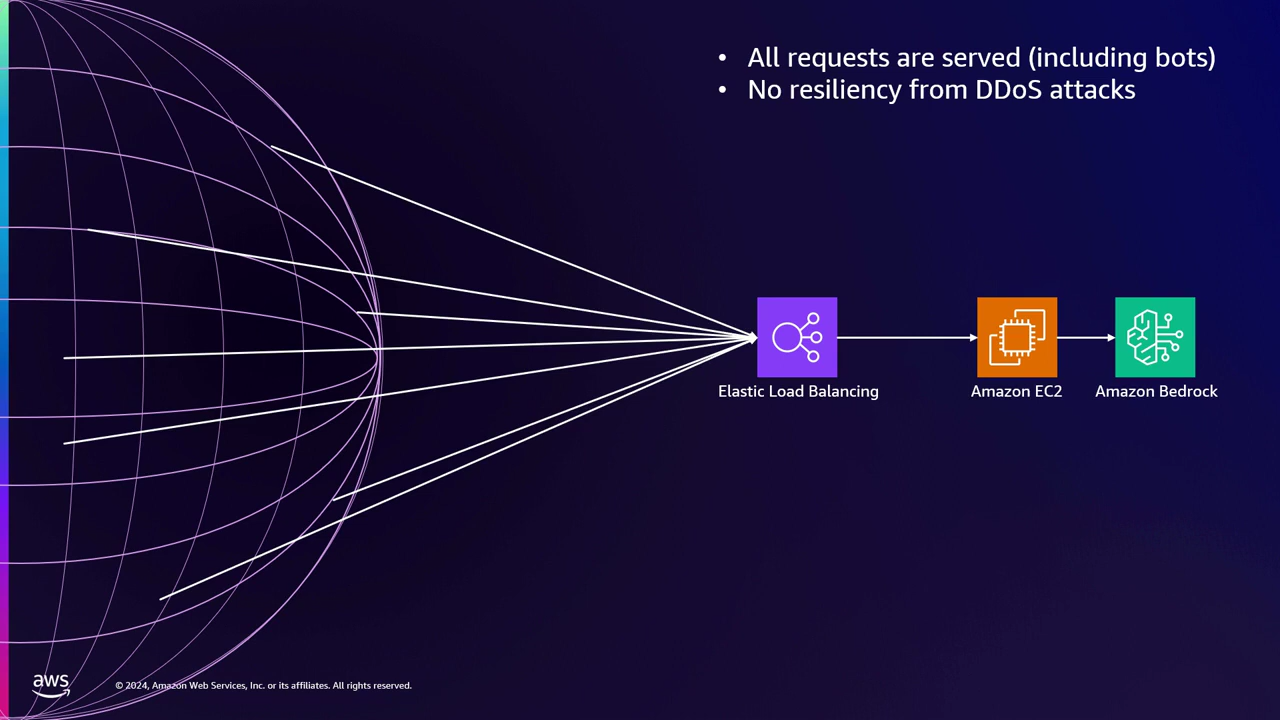 • All requests are served (including bots)
• No resiliency from DDoS attacks
Elastic Load Balancing
Amazon EC2
Amazon Bedrock
aws
© 2024, Amazon Web Services, Inc. or its affiliates. All rights reserved.